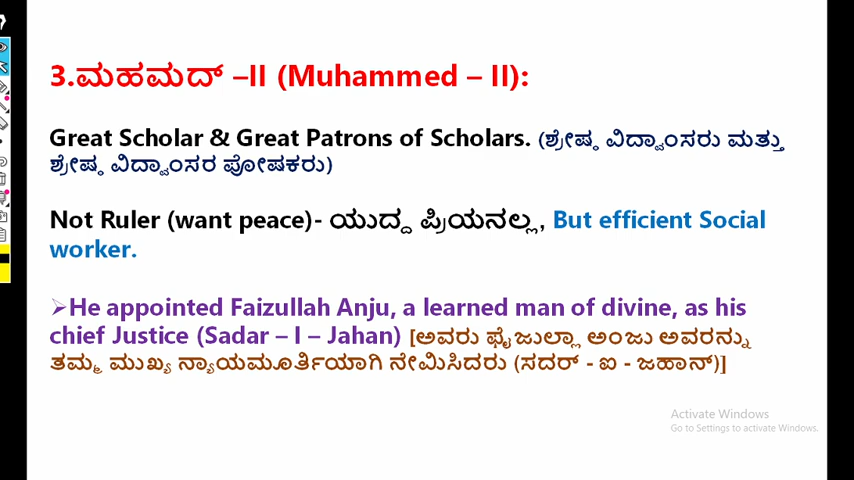 3.ಮಹಮದ್ –II (Muhammed – II):
Great Scholar & Great Patrons of Scholars. (ಶ್ರೇಷ್ಠ ವಿದ್ವಾಂಸರು ಮತ್ತು
ಶ್ರೇಷ್ಠ ವಿದ್ವಾಂಸರ ಪೋಷಕರು)
Not Ruler (want peace)- ಯುದ್ದ ಪ್ರಿಯನಲ್ಲ, But efficient Social
worker.
➢He appointed Faizullah Anju, a learned man of divine, as his
chief Justice (Sadar – I – Jahan) [ಅವರು ಫೈಜುಲ್ಲಾ ಅಂಜು ಅವರನ್ನು
ತಮ್ಮ ಮುಖ್ಯ ನ್ಯಾಯಮೂರ್ತಿಯಾಗಿ ನೇಮಿಸಿದರು (ಸದರ್ - ಐ - ಜಹಾನ್)]
Activate Windows
Go to Settings to activate Windows.